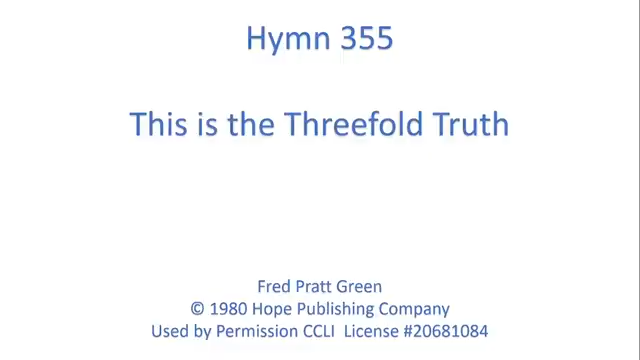 Hymn 355
This is the Threefold Truth
Fred Pratt Green
© 1980 Hope Publishing Company
Used by Permission CCLI  License #20681084